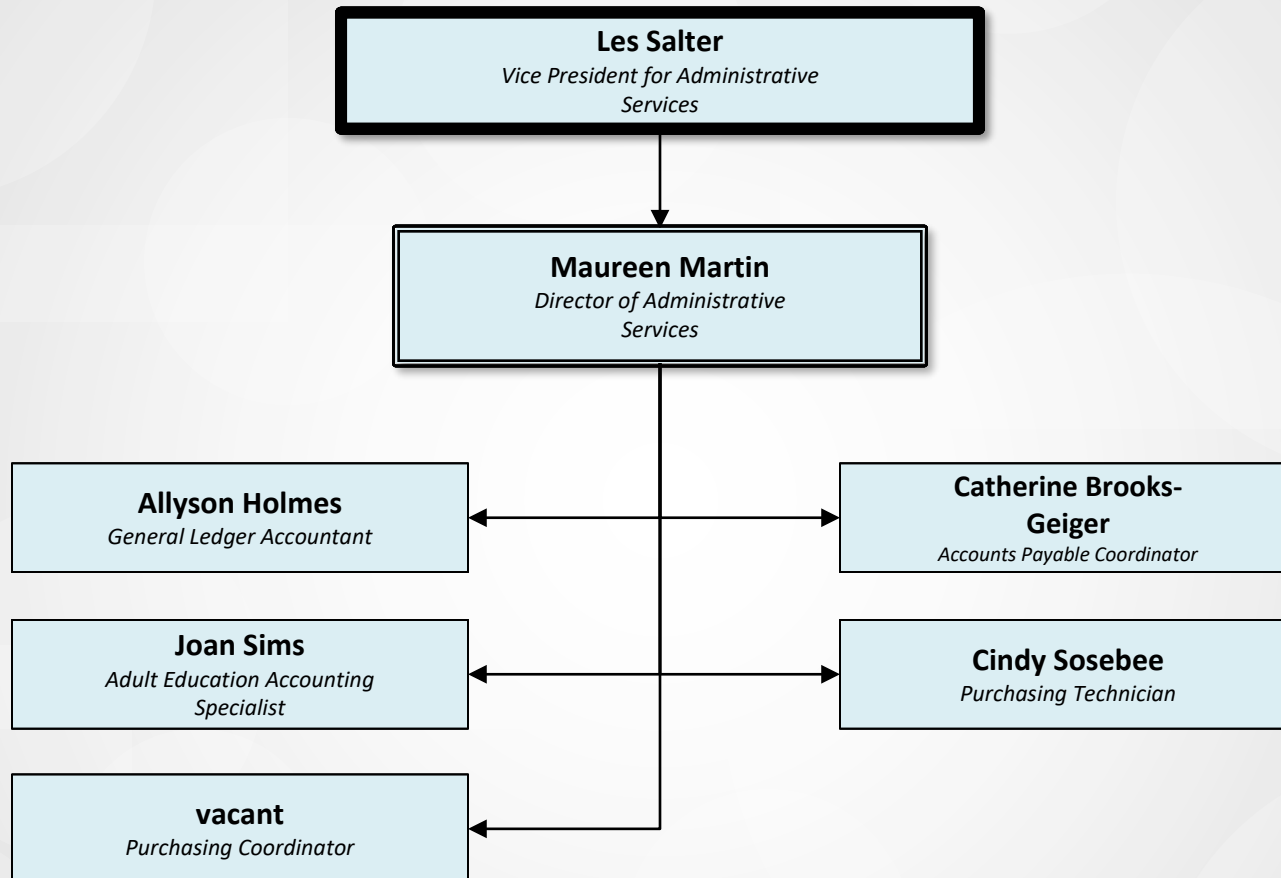 Les Salter
Vice President for Administrative
Services
Maureen Martin
Director of Administrative
Services
Allyson Holmes
General Ledger Accountant
Catherine Brooks-
Geiger
Accounts Payable Coordinator
Joan Sims
Adult Education Accounting
Specialist
Cindy Sosebee
Purchasing Technician
vacant
Purchasing Coordinator